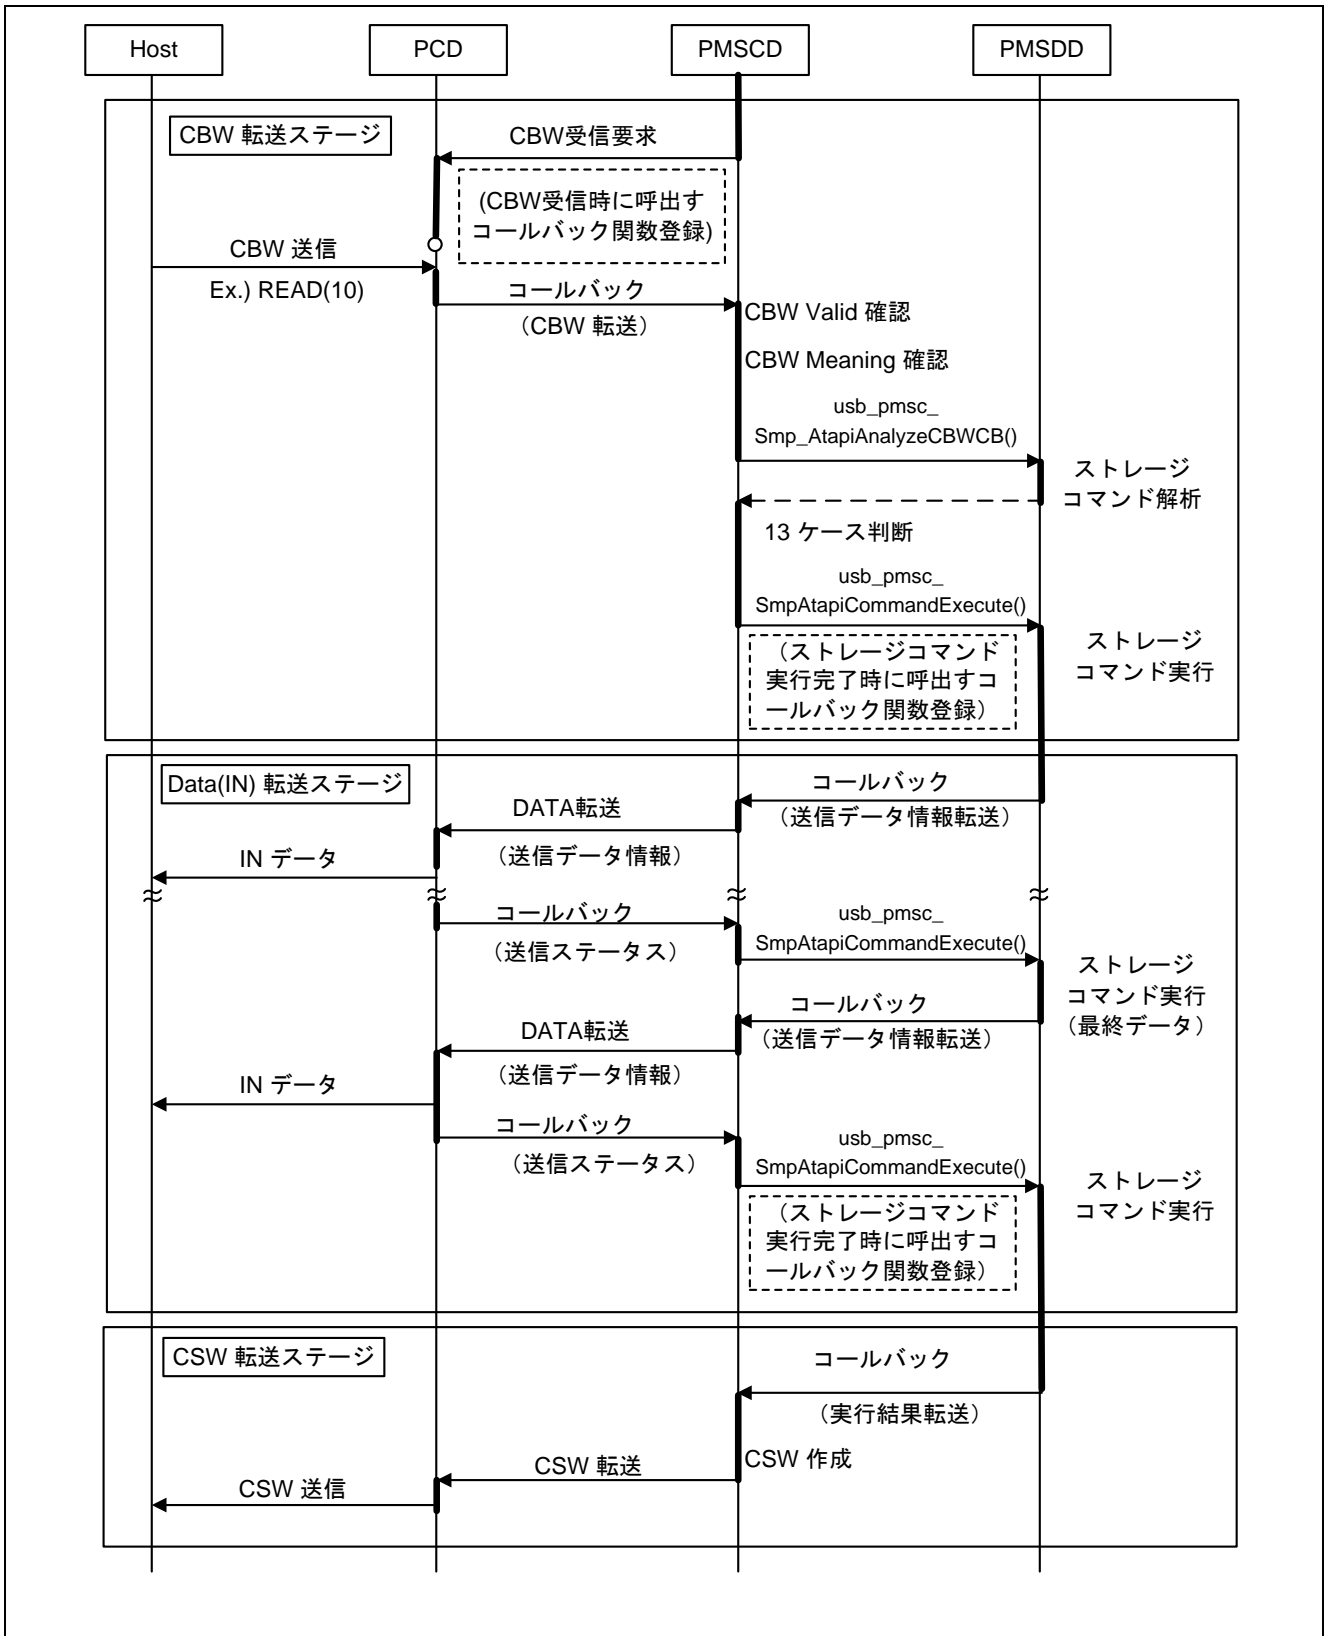 Host
PCD
PMSCD
PMSDD
CBW 転送ステージ
CBW受信要求
(CBW受信時に呼出す
コールバック関数登録)
CBW 送信
Ex.) READ(10)
コールバック
（CBW 転送）
CBW Valid 確認
CBW Meaning 確認
usb_pmsc_
Smp_AtapiAnalyzeCBWCB()
ストレージ
コマンド解析
13 ケース判断
usb_pmsc_
SmpAtapiCommandExecute()
ストレージ
コマンド実行
（ストレージコマンド
実行完了時に呼出すコ
ールバック関数登録）
Data(IN) 転送ステージ
コールバック
（送信データ情報転送）
DATA転送
（送信データ情報）
IN データ
コールバック
（送信ステータス）
usb_pmsc_
SmpAtapiCommandExecute()
ストレージ
コマンド実行
（最終データ）
コールバック
（送信データ情報転送）
DATA転送
（送信データ情報）
IN データ
コールバック
（送信ステータス）
usb_pmsc_
SmpAtapiCommandExecute()
ストレージ
コマンド実行
（ストレージコマンド
実行完了時に呼出すコ
ールバック関数登録）
CSW 転送ステージ
コールバック
（実行結果転送）
CSW 作成
CSW 転送
CSW 送信